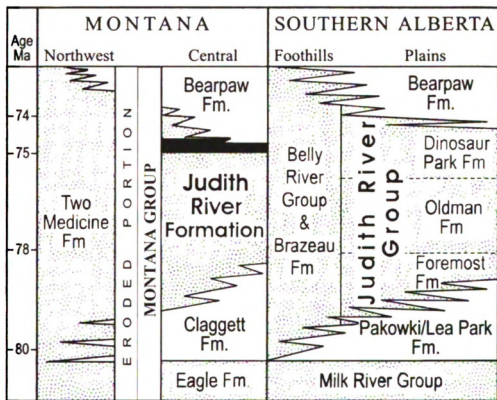 MONTANA
SOUTHERN ALBERTA
Age
Ma
Northwest
Central
Foothills
Plains
74
75
78
80
Two
Medicine
Fm
ERODED PORTION
MONTANA GROUP
Bearpaw
Fm.
Judith
River
Formation
Claggett
Fm.
Eagle Fm.
Belly
River
Group
&
Brazeau
Fm
Judith River
Group
Bearpaw
Fm.
Dinosaur
Park Fm
Oldman
Fm
Foremost
Fm
Pakowki/Lea Park
Fm.
Milk River Group